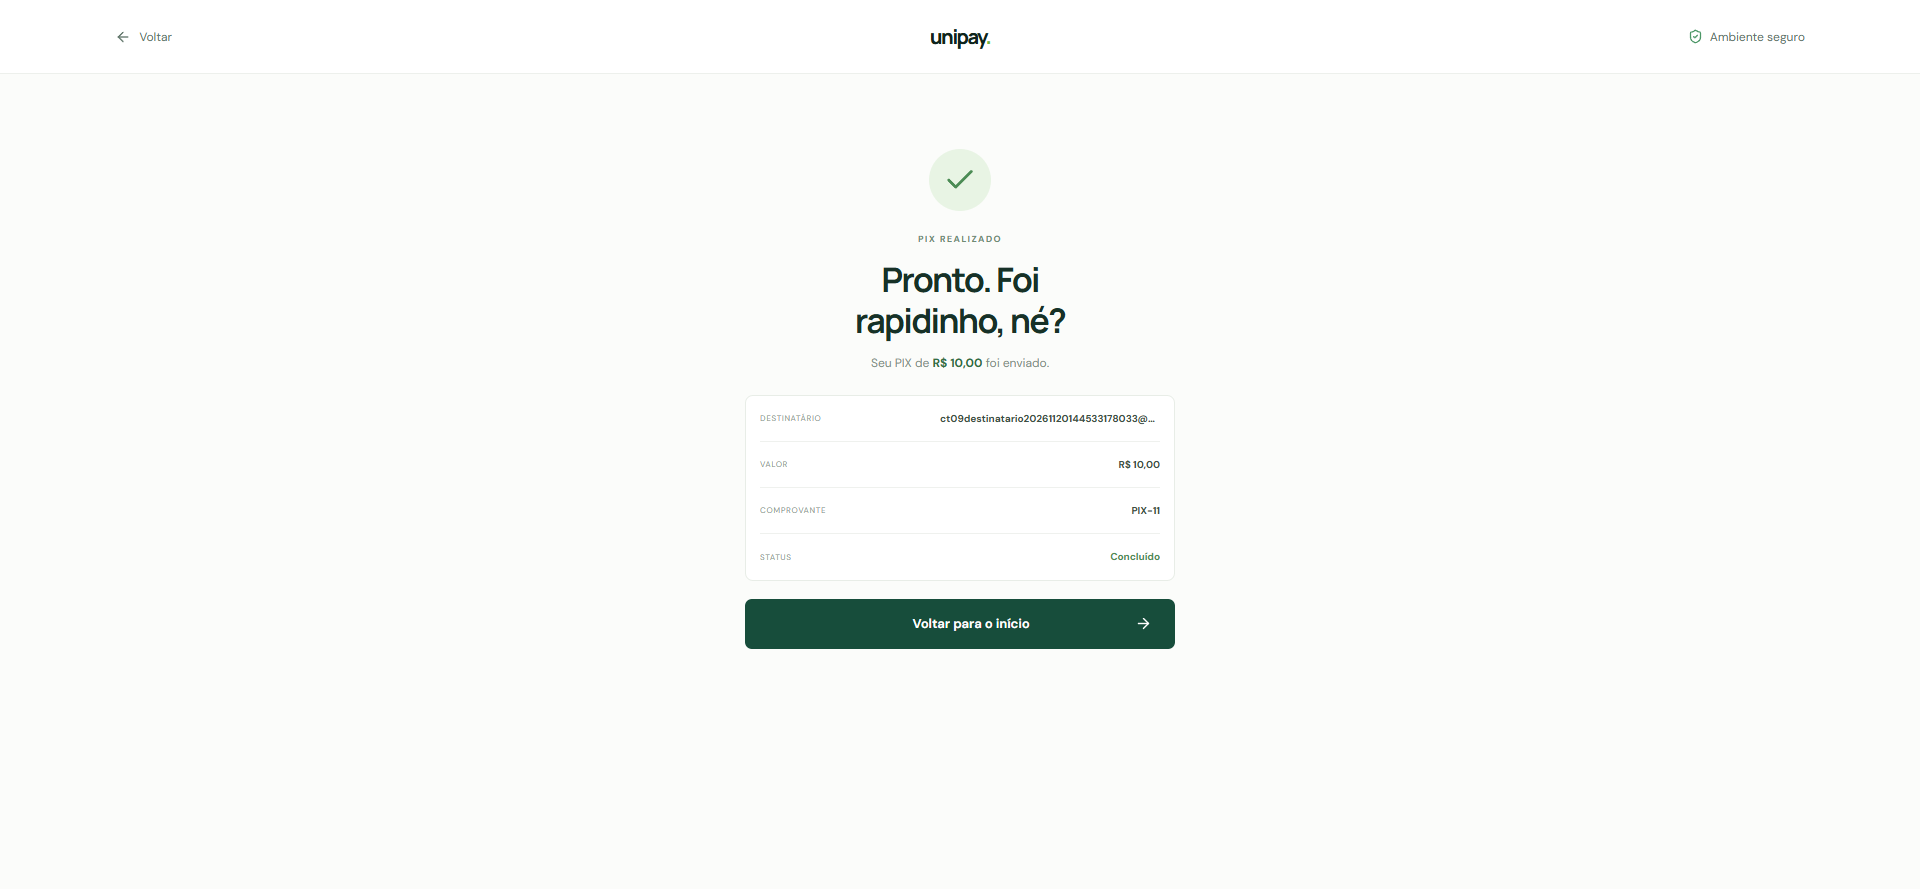 Voltar
unipay.
Ambiente seguro
PIX REALIZADO
Pronto. Foi
rapidinho, né?
Seu PIX de R$ 10,00 foi enviado.
DESTINATÁRIO ct09destinatario20261120144533178033@...
VALOR R$ 10,00
COMPROVANTE PIX-11
STATUS Concluído
Voltar para o início